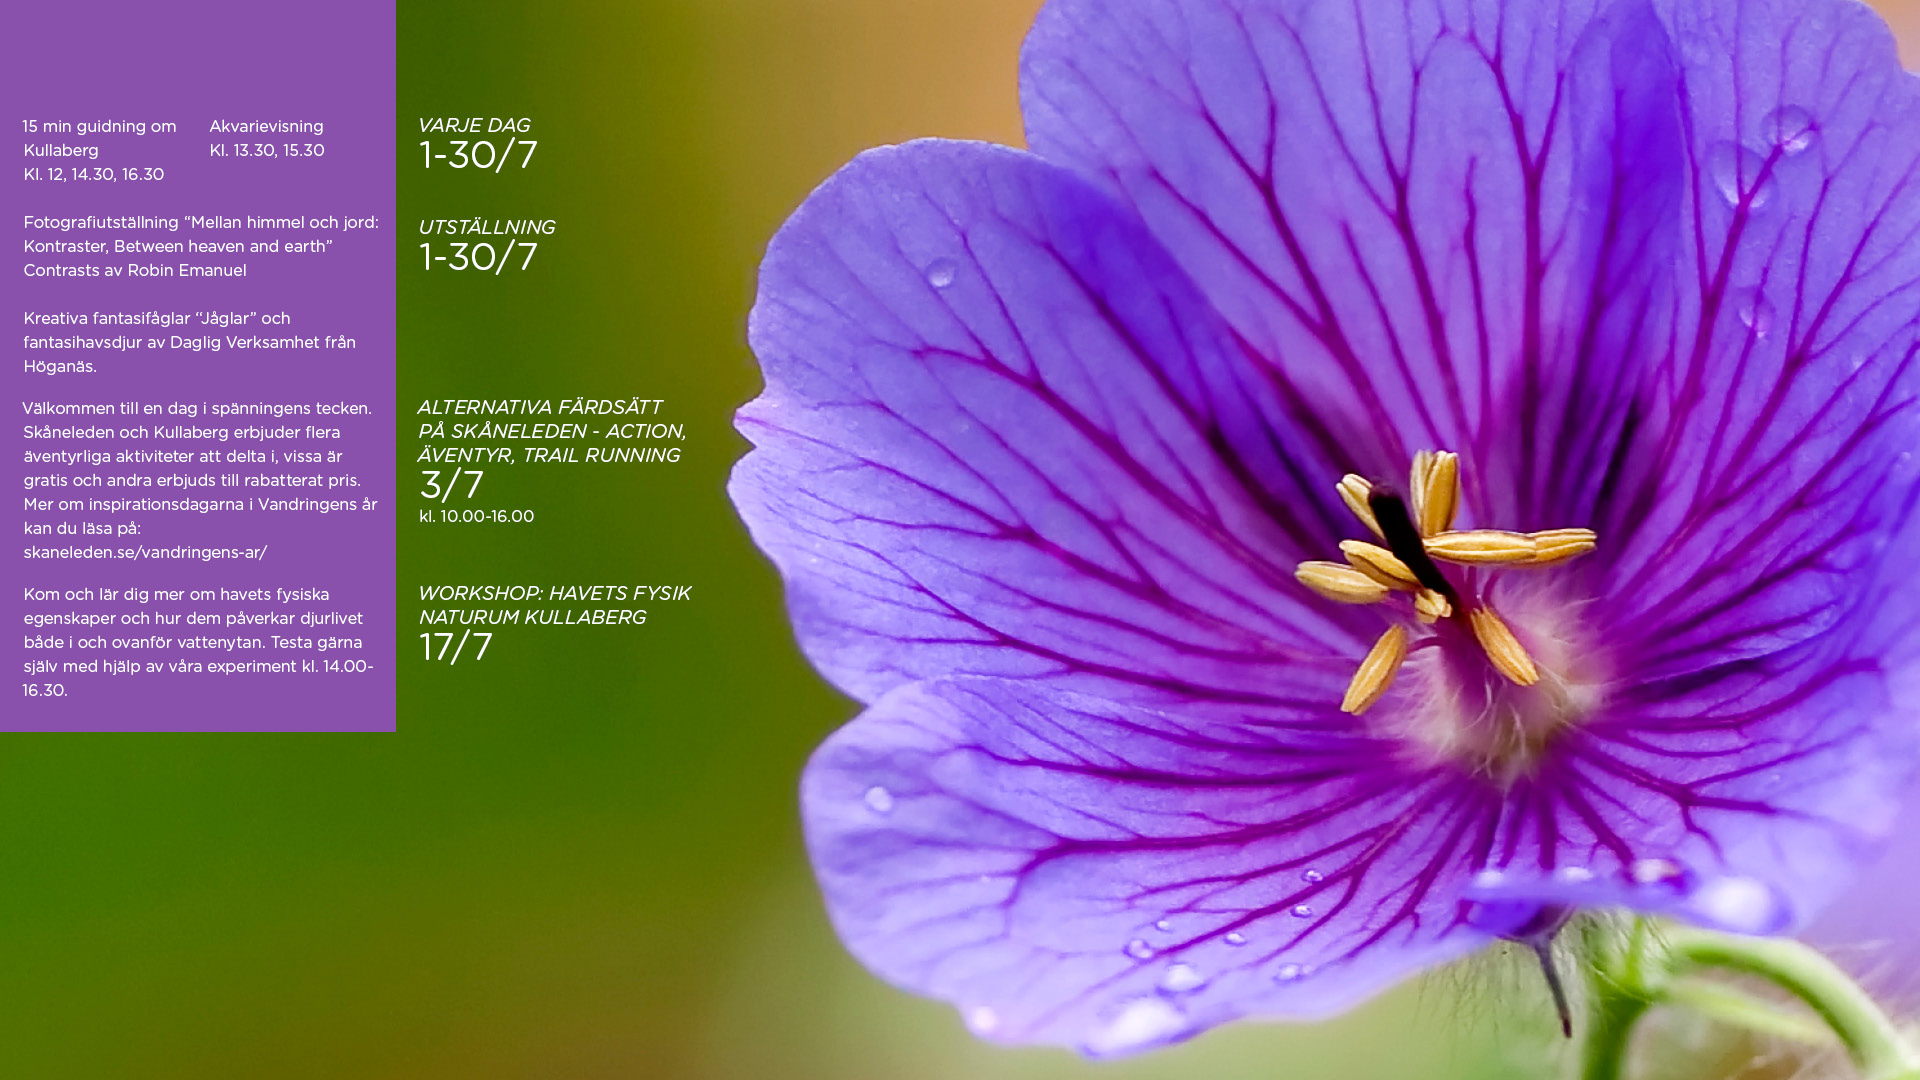 15 min guidning om
Kullaberg
Kl. 12, 14.30, 16.30
Akvarievisning
Kl. 13.30, 15.30
VARJE DAG
1-30/7
Fotografiutställning “Mellan himmel och jord:
Kontraster, Between heaven and earth”
Contrasts av Robin Emanuel
UTSTÄLLNING
1-30/7
Kreativa fantasifåglar “Jåglar” och
fantasihavsdjur av Daglig Verksamhet från
Höganäs.
Välkommen till en dag i spänningens tecken.
Skåneleden och Kullaberg erbjuder flera
äventyrliga aktiviteter att delta i, vissa är
gratis och andra erbjuds till rabatterat pris.
Mer om inspirationsdagarna i Vandringens år
kan du läsa på:
skaneleden.se/vandringens-ar/
ALTERNATIVA FÄRDSÄTT
PÅ SKÅNELEDEN - ACTION,
ÄVENTYR, TRAIL RUNNING
3/7
kl. 10.00-16.00
Kom och lär dig mer om havets fysiska
egenskaper och hur dem påverkar djurlivet
både i och ovanför vattenytan. Testa gärna
själv med hjälp av våra experiment kl. 14.00-
16.30.
WORKSHOP: HAVETS FYSIK
NATURUM KULLABERG
17/7